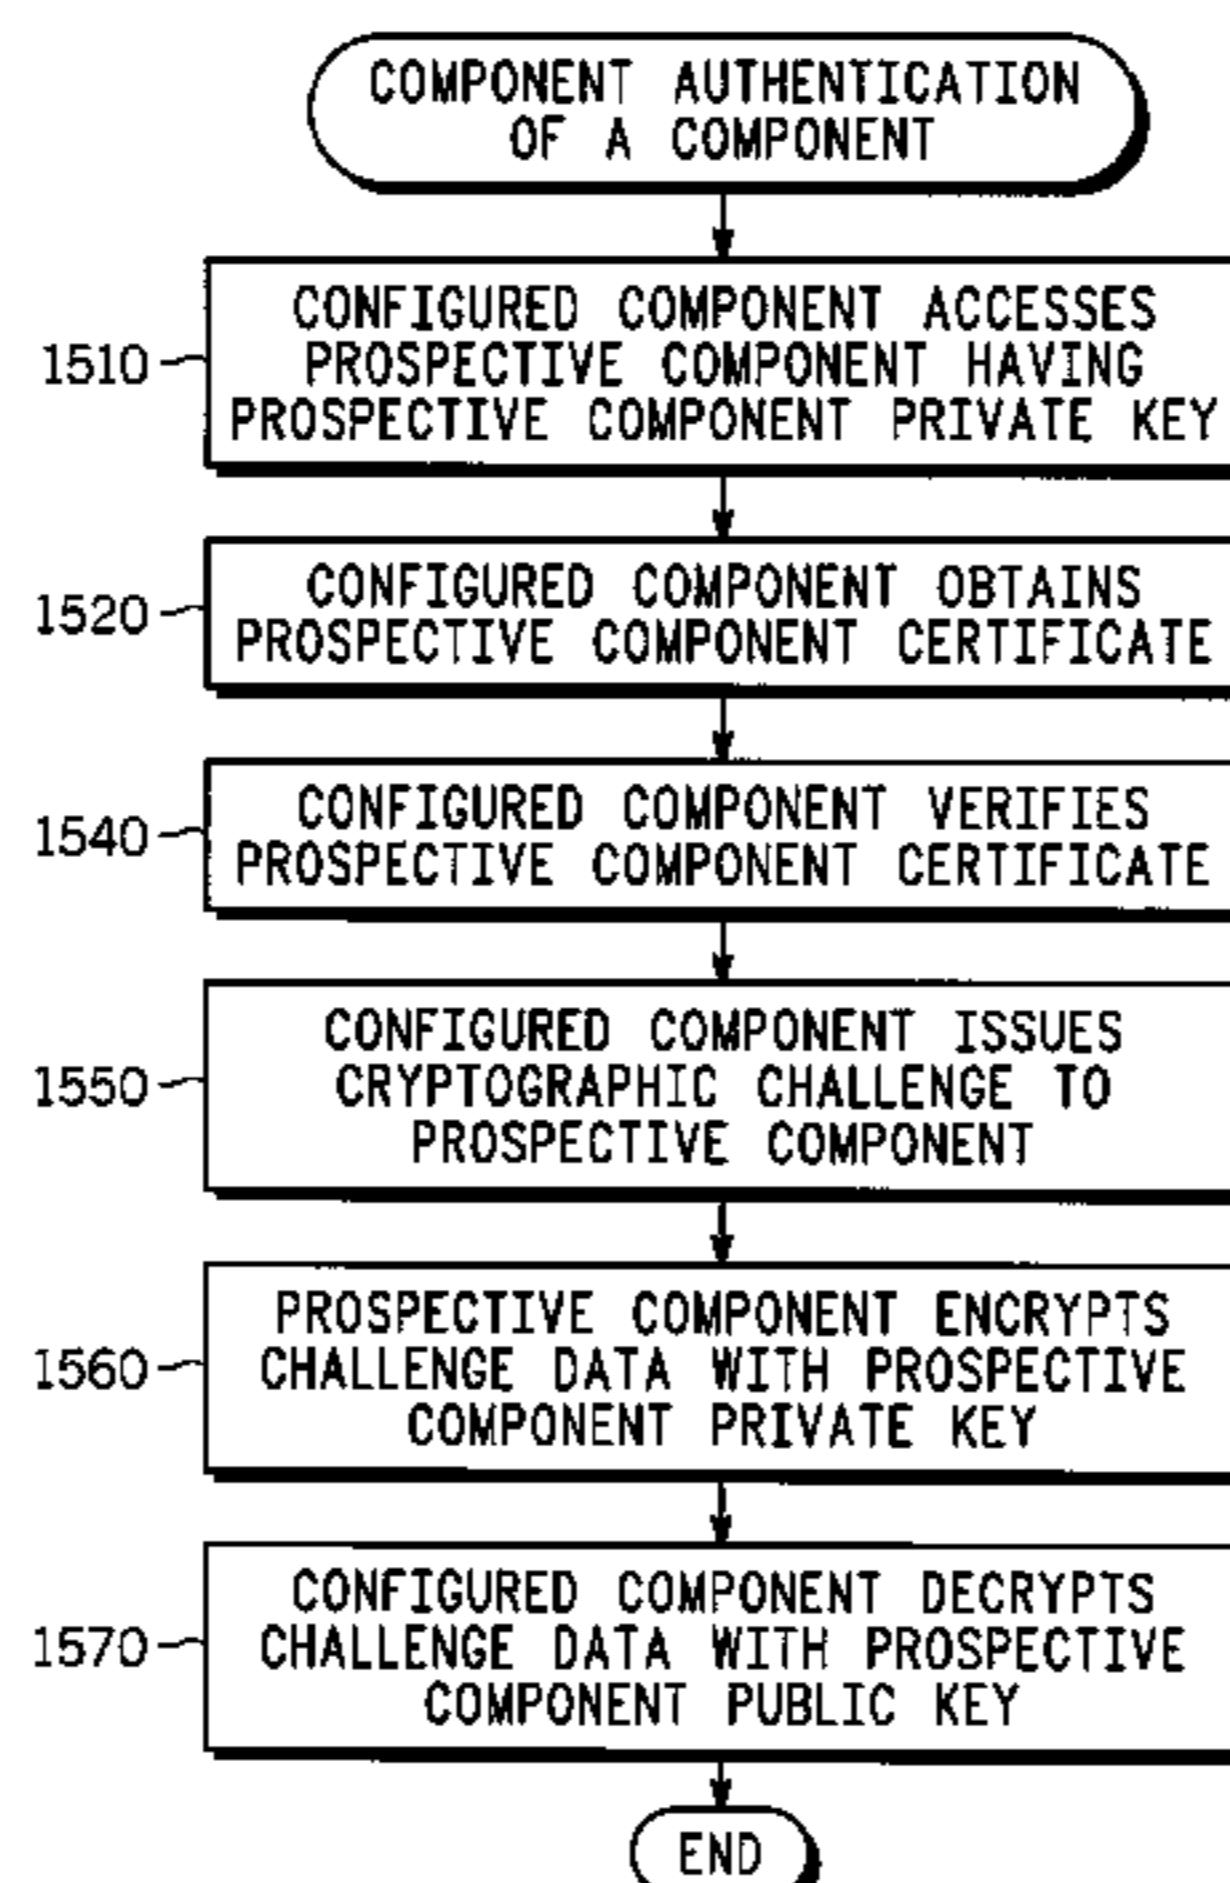 COMPONENT AUTHENTICATION
OF A COMPONENT
1510
CONFIGURED COMPONENT ACCESSES
PROSPECTIVE COMPONENT HAVING
PROSPECTIVE COMPONENT PRIVATE KEY
1520
CONFIGURED COMPONENT OBTAINS
PROSPECTIVE COMPONENT CERTIFICATE
1540
CONFIGURED COMPONENT VERIFIES
PROSPECTIVE COMPONENT CERTIFICATE
1550
CONFIGURED COMPONENT ISSUES
CRYPTOGRAPHIC CHALLENGE TO
PROSPECTIVE COMPONENT
1560
PROSPECTIVE COMPONENT ENCRYPTS
CHALLENGE DATA WITH PROSPECTIVE
COMPONENT PRIVATE KEY
1570
CONFIGURED COMPONENT DECRYPTS
CHALLENGE DATA WITH PROSPECTIVE
COMPONENT PUBLIC KEY
END